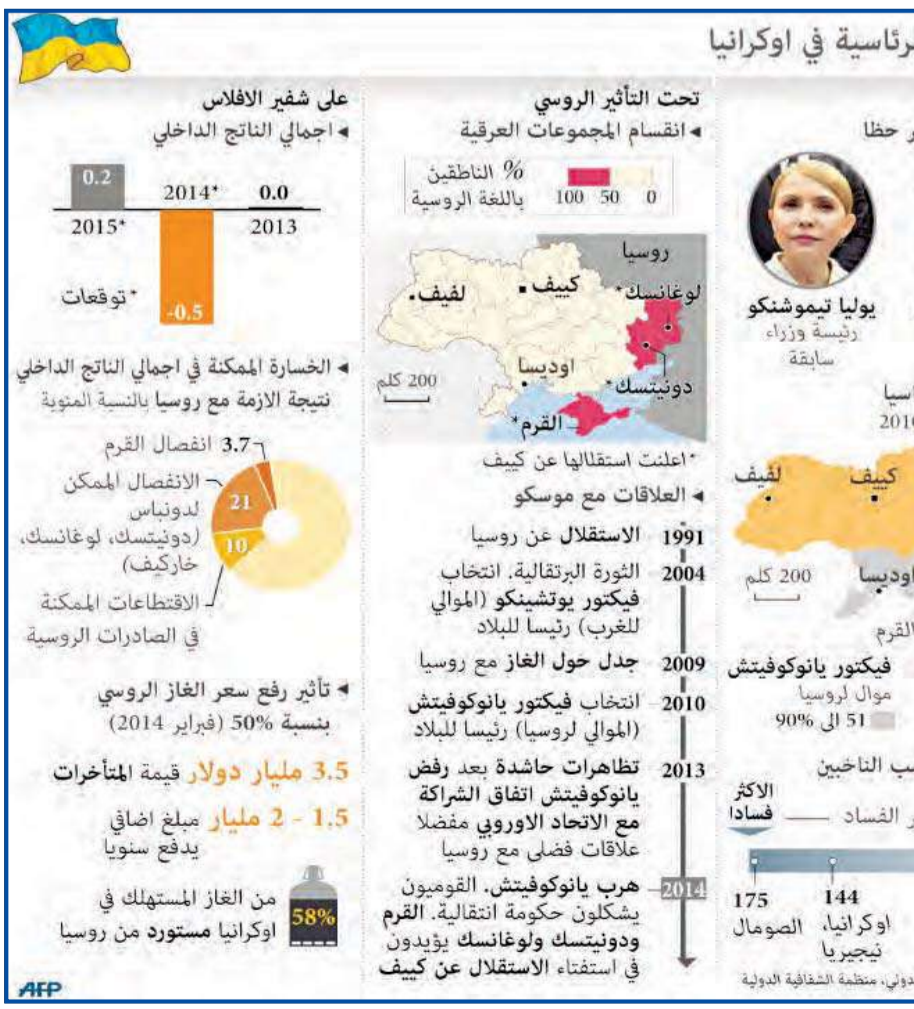 رئاسية في اوكرانيا
ر حظا
يوليا تيموشنكو
رئيسة وزراء
سابقة
سيا
2010
كييف
لفيف
اوديسا
200 كلم
القرم
فيكتور يانوكوفيتش
موال لروسيا
51 الى 90%
ب الناخبين
الاكثر
فسادا
ر الفساد
144
175
اوكرانيا،
نيجيريا
الصومال
دولي، منظمة الشفافية الدولية
تحت التأثير الروسي
انقسام المجموعات العرقية
% الناطقين
باللغة الروسية
100 50 0
روسيا
لوغانسك*
كييف
لفيف
اوديسا
دونيتسك*
القرم*
200 كلم
*اعلنت استقلالها عن كييف
العلاقات مع موسكو
1991 الاستقلال عن روسيا
2004 الثورة البرتقالية. انتخاب
فيكتور يوتشينكو (الموالي
للغرب) رئيسا للبلاد
2009 جدل حول الغاز مع روسيا
2010 انتخاب فيكتور يانوكوفيتش
(الموالي لروسيا) رئيسا للبلاد
2013 تظاهرات حاشدة بعد رفض
يانوكوفيتش اتفاق الشراكة
مع الاتحاد الاوروبي مفضلا
علاقات فضلى مع روسيا
2014 هرب يانوكوفيتش. القوميون
يشكلون حكومة انتقالية. القرم
ودونيتسك ولوغانسك يؤيدون
في استفتاء الاستقلال عن كييف
على شفير الافلاس
اجمالي الناتج الداخلي
0.0
2013
2014*
-0.5
0.2
2015*
*توقعات
الخسارة الممكنة في اجمالي الناتج الداخلي
نتيجة الازمة مع روسيا بالنسبة المئوية
3.7 انفصال القرم
21
الانفصال الممكن
لدونباس
(دونيتسك، لوغانسك،
خاركيف)
10
الاقتطاعات الممكنة
في الصادرات الروسية
تأثير رفع سعر الغاز الروسي
بنسبة 50% (فبراير 2014)
3.5 مليار دولار قيمة المتأخرات
1.5 - 2 مليار مبلغ اضافي
يدفع سنويا
58%
من الغاز المستهلك في
اوكرانيا مستورد من روسيا
AFP